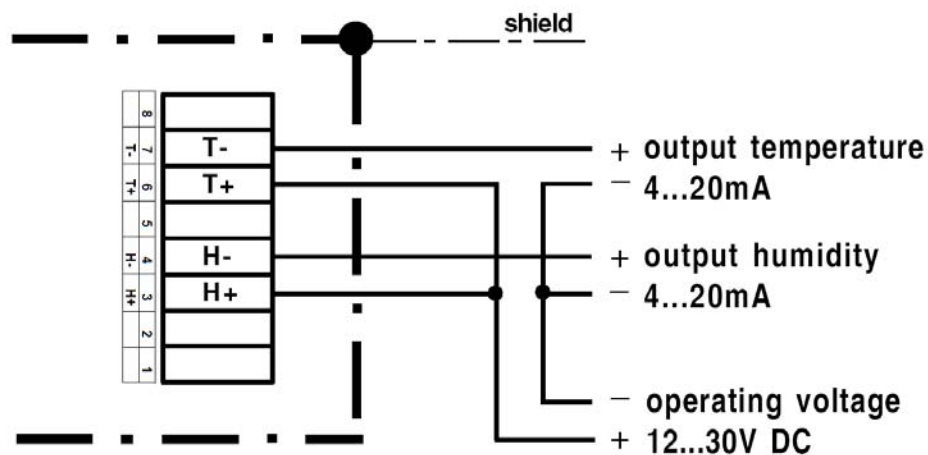 shield
8
T- 7 T-
T+ 6 T+
5
H- 4 H-
H+ 3 H+
2
1
+ output temperature
− 4...20mA
+ output humidity
− 4...20mA
− operating voltage
+ 12...30V DC